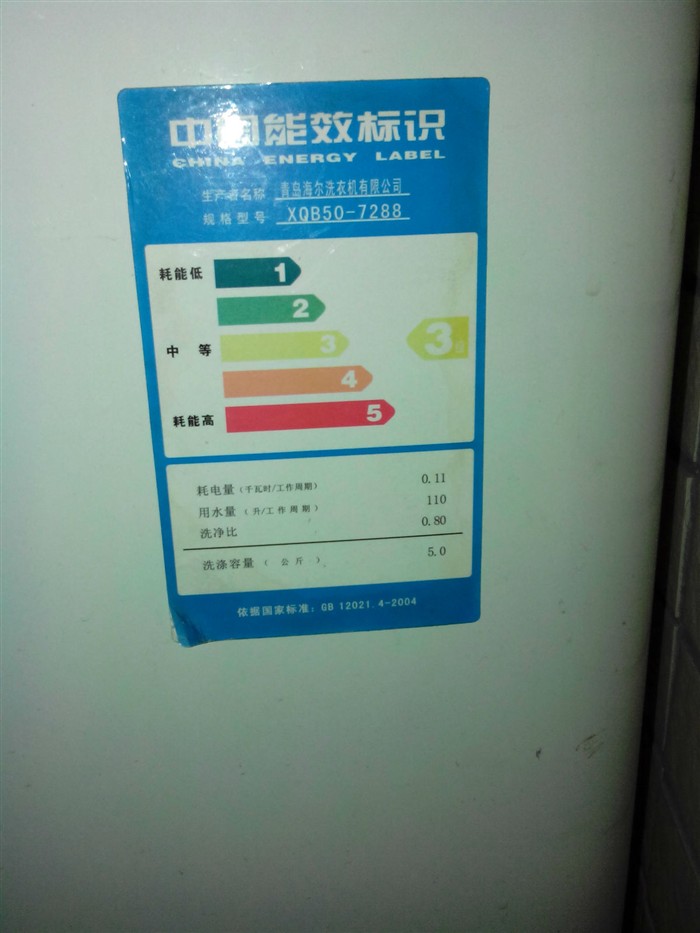 中国能效标识
CHINA ENERGY LABEL
生产者名称 青岛海尔洗衣机有限公司
规格型号 XQB50-7288
耗能低 1
2
中等 3 3级
4
耗能高 5
耗电量(千瓦时/工作周期) 0.11
用水量(升/工作周期) 110
洗净比 0.80
洗涤容量(公斤) 5.0
依据国家标准:GB 12021.4-2004